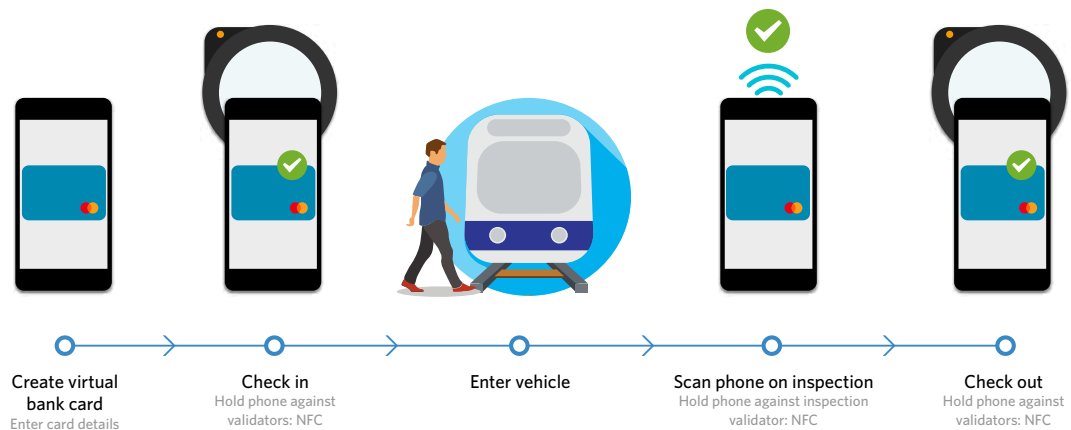 Create virtual
bank card
Enter card details
Check in
Hold phone against
validators: NFC
Enter vehicle
Scan phone on inspection
Hold phone against inspection
validator: NFC
Check out
Hold phone against
validators: NFC